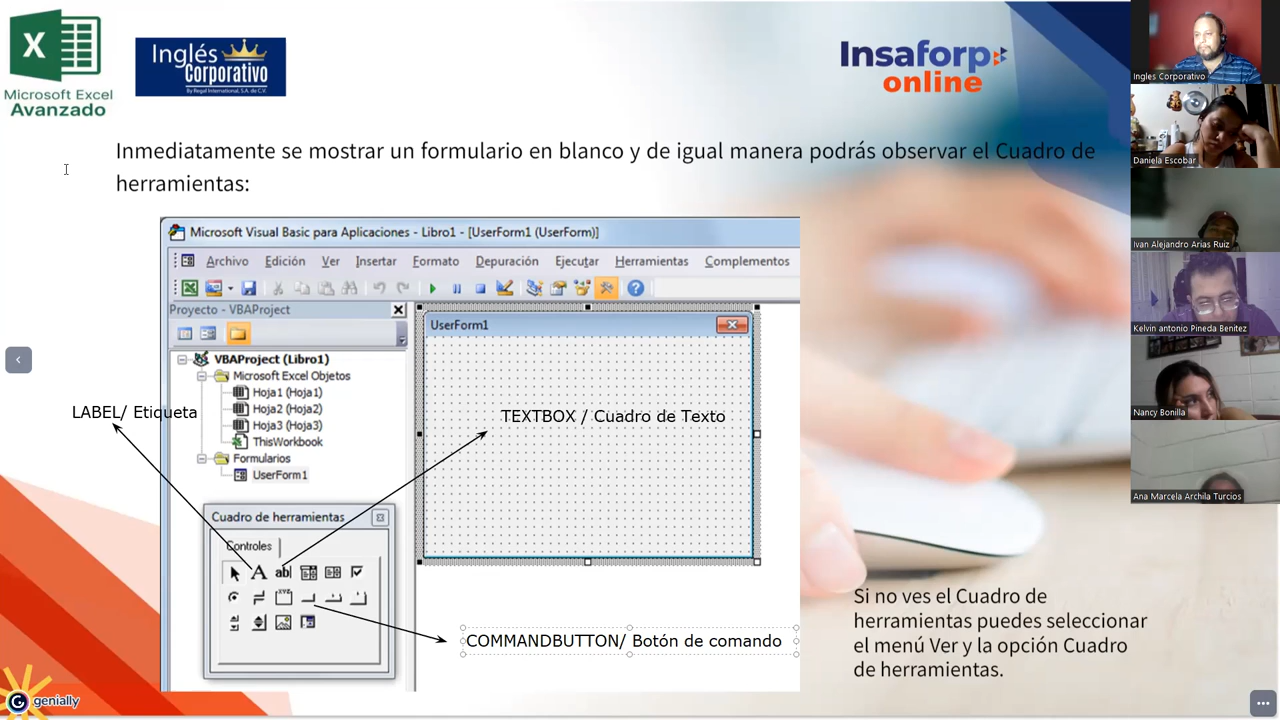 Microsoft Excel
Avanzado
Inglés
Corporativo
By Regal International, S.A. de C.V.
Insaforp
online
Inmediatamente se mostrar un formulario en blanco y de igual manera podrás observar el Cuadro de
herramientas:
Microsoft Visual Basic para Aplicaciones - Libro1 - [UserForm1 (UserForm)]
Archivo Edición Ver Insertar Formato Depuración Ejecutar Herramientas Complementos
Proyecto - VBAProject
VBAProject (Libro1)
Microsoft Excel Objetos
Hoja1 (Hoja1)
Hoja2 (Hoja2)
Hoja3 (Hoja3)
ThisWorkbook
Formularios
UserForm1
UserForm1
LABEL/ Etiqueta
TEXTBOX / Cuadro de Texto
Cuadro de herramientas
Controles
A
ab
COMMANDBUTTON/ Botón de comando
Si no ves el Cuadro de
herramientas puedes seleccionar
el menú Ver y la opción Cuadro
de herramientas.
genially
Ingles Corporativo
Daniela Escobar
Ivan Alejandro Arias Ruiz
Kelvin antonio Pineda Benitez
Nancy Bonilla
Ana Marcela Archila Turcios